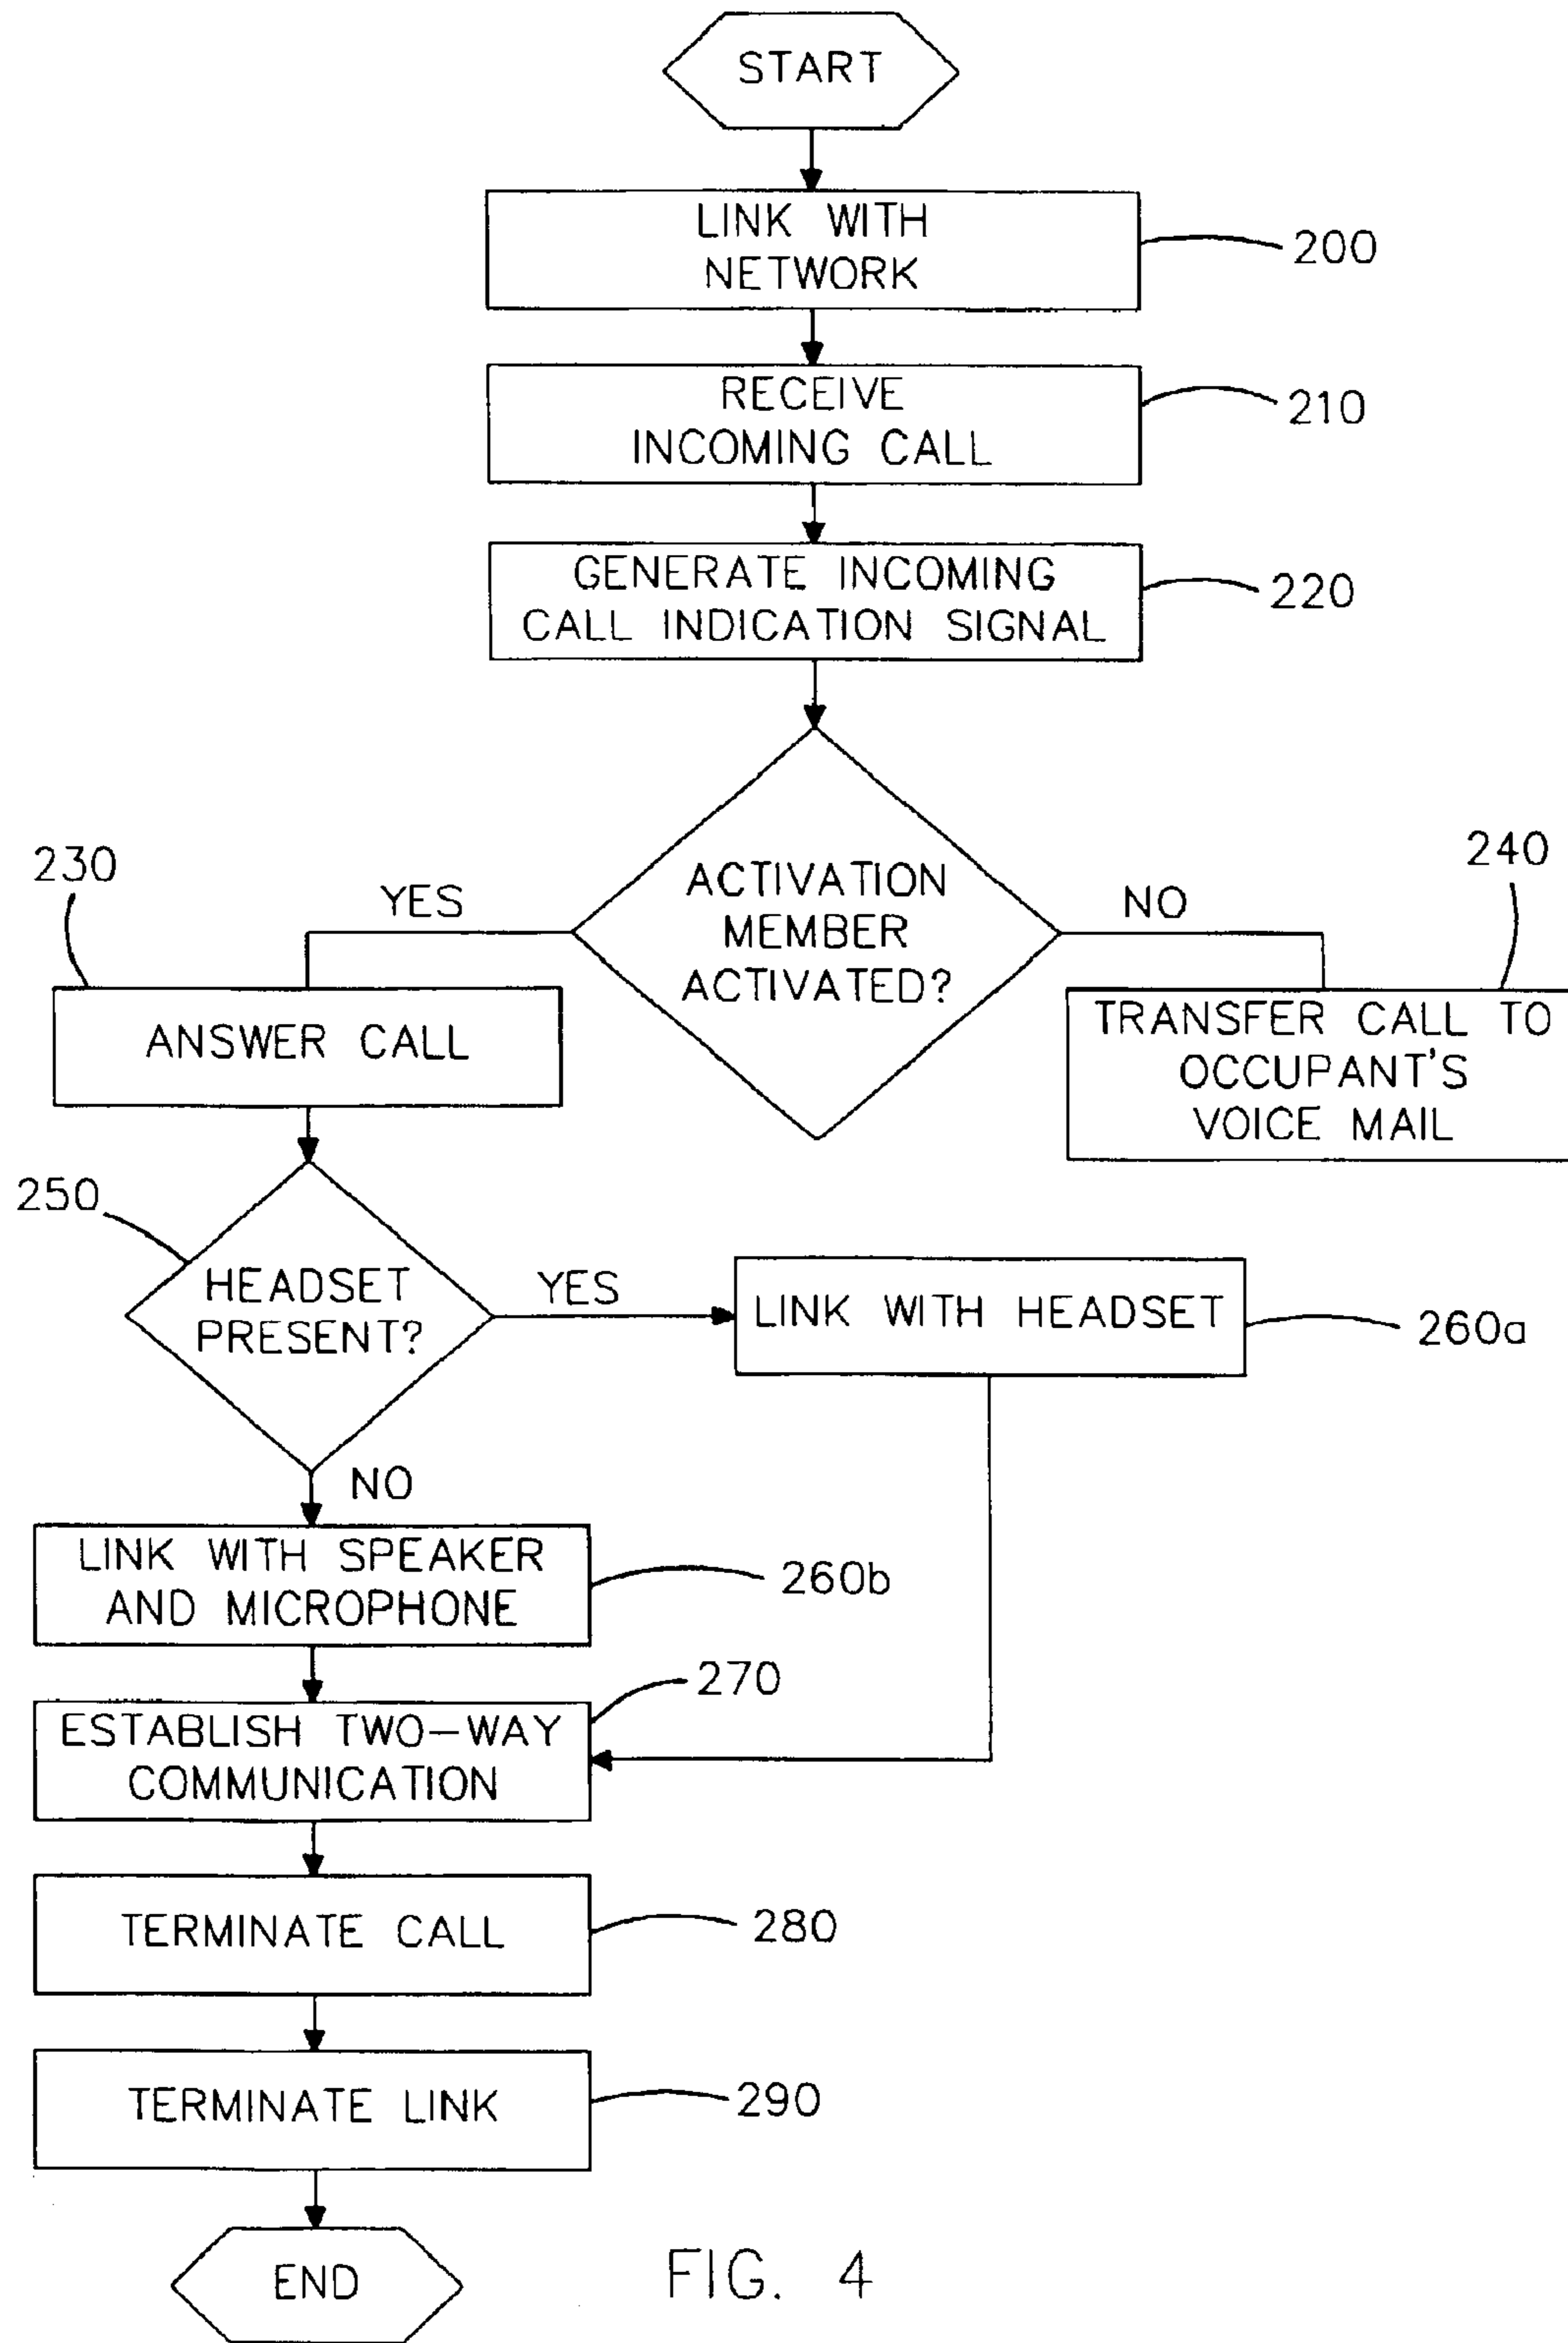 START
LINK WITH
NETWORK
200
RECEIVE
INCOMING CALL
210
GENERATE INCOMING
CALL INDICATION SIGNAL
220
ACTIVATION
MEMBER
ACTIVATED?
YES
NO
230
240
ANSWER CALL
TRANSFER CALL TO
OCCUPANT'S
VOICE MAIL
250
HEADSET
PRESENT?
YES
LINK WITH HEADSET
260a
NO
LINK WITH SPEAKER
AND MICROPHONE
260b
ESTABLISH TWO-WAY
COMMUNICATION
270
TERMINATE CALL
280
TERMINATE LINK
290
END
FIG. 4